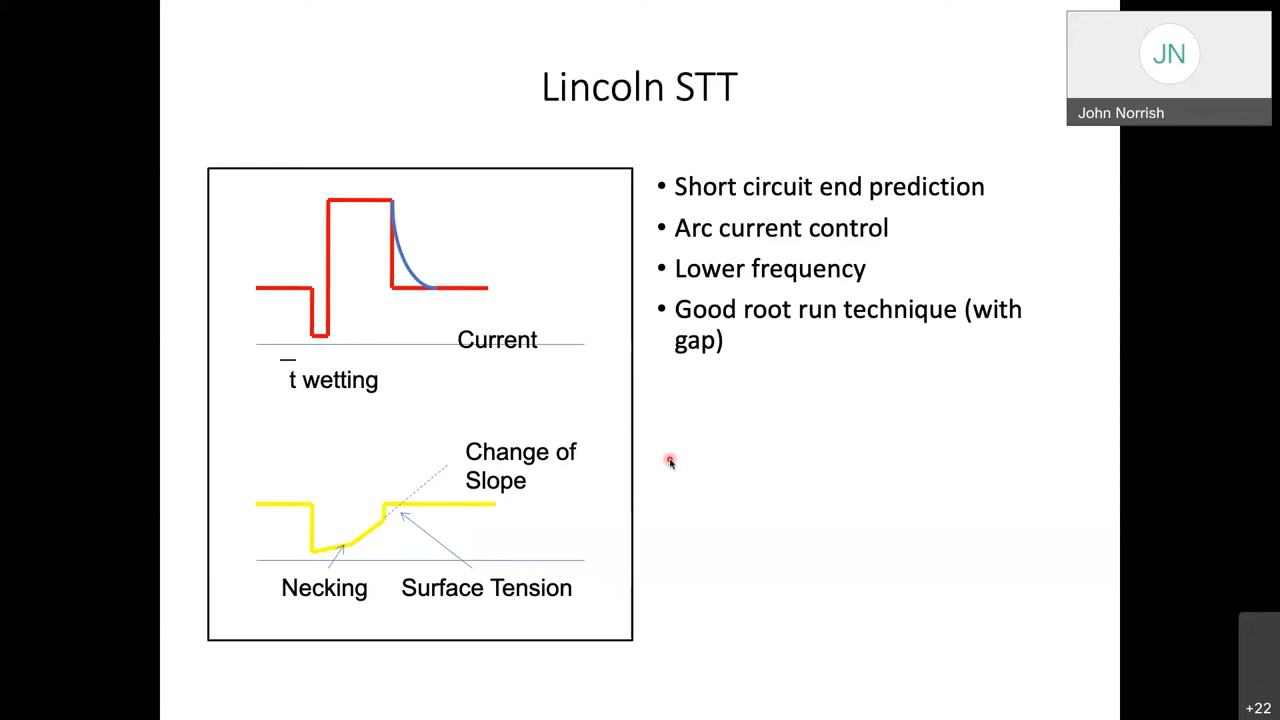 Lincoln STT
JN
John Norrish
• Short circuit end prediction
• Arc current control
• Lower frequency
• Good root run technique (with
gap)
Current
t wetting
Change of
Slope
Necking
Surface Tension
+22